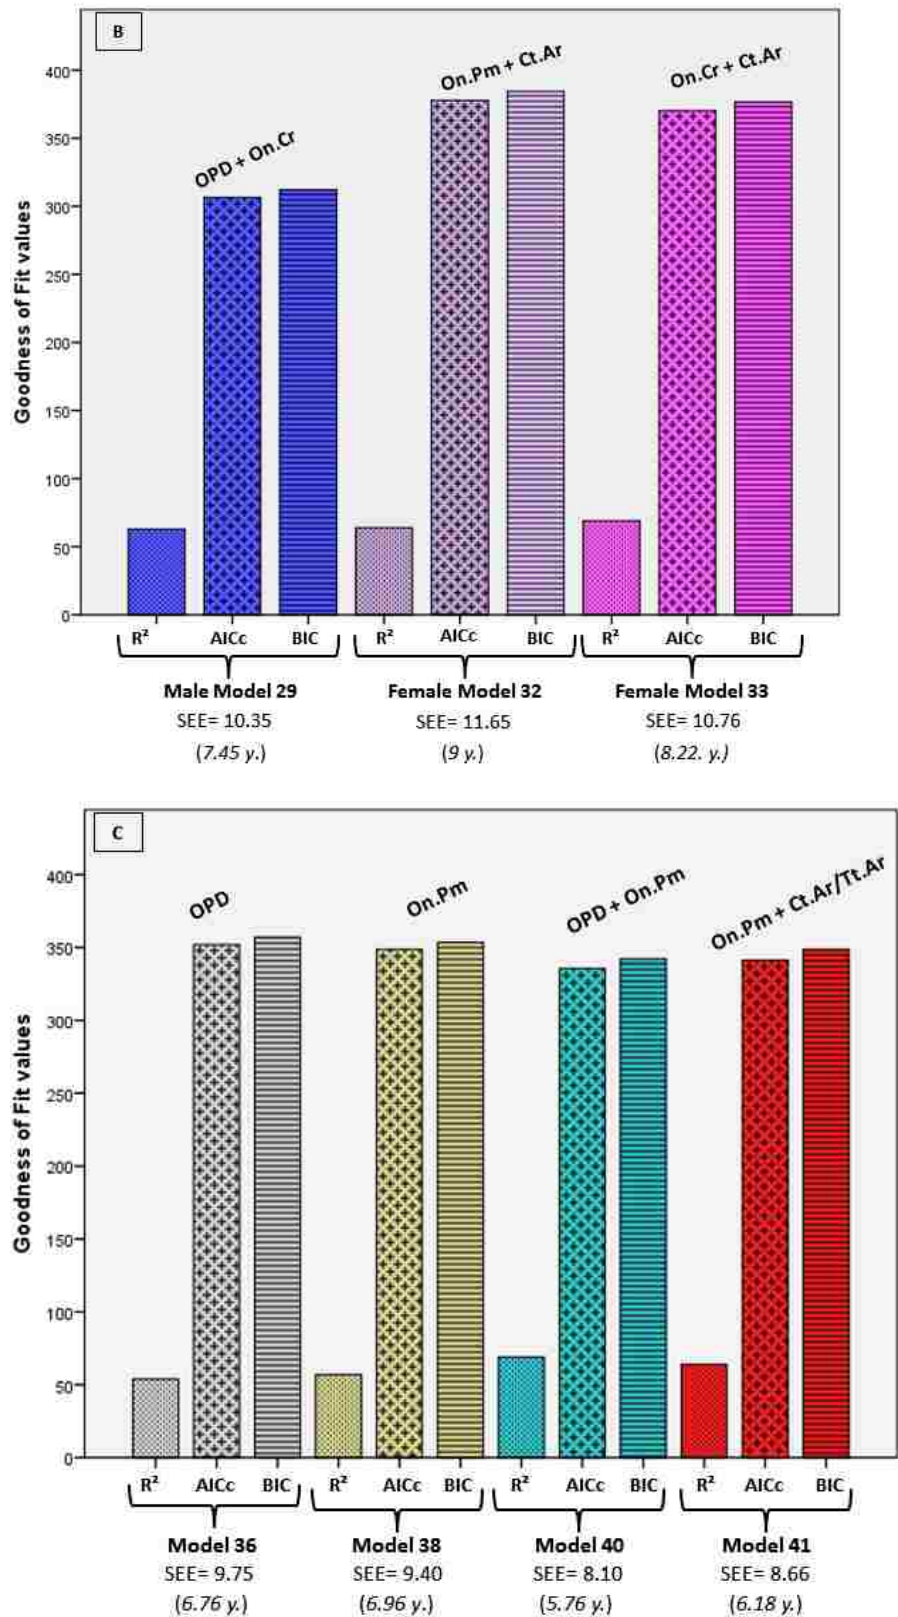 B
Goodness of Fit values
400
350
300
250
200
150
100
50
0
OPD + On.Cr
On.Pm + Ct.Ar
On.Cr + Ct.Ar
R² AICc BIC R² AICc BIC R² AICc BIC
Male Model 29 Female Model 32 Female Model 33
SEE= 10.35 SEE= 11.65 SEE= 10.76
(7.45 y.) (9 y.) (8.22. y.)
C
Goodness of Fit values
400
350
300
250
200
150
100
50
0
OPD
On.Pm
OPD + On.Pm
On.Pm + Ct.Ar/Tt.Ar
R² AICc BIC R² AICc BIC R² AICc BIC R² AICc BIC
Model 36 Model 38 Model 40 Model 41
SEE= 9.75 SEE= 9.40 SEE= 8.10 SEE= 8.66
(6.76 y.) (6.96 y.) (5.76 y.) (6.18 y.)